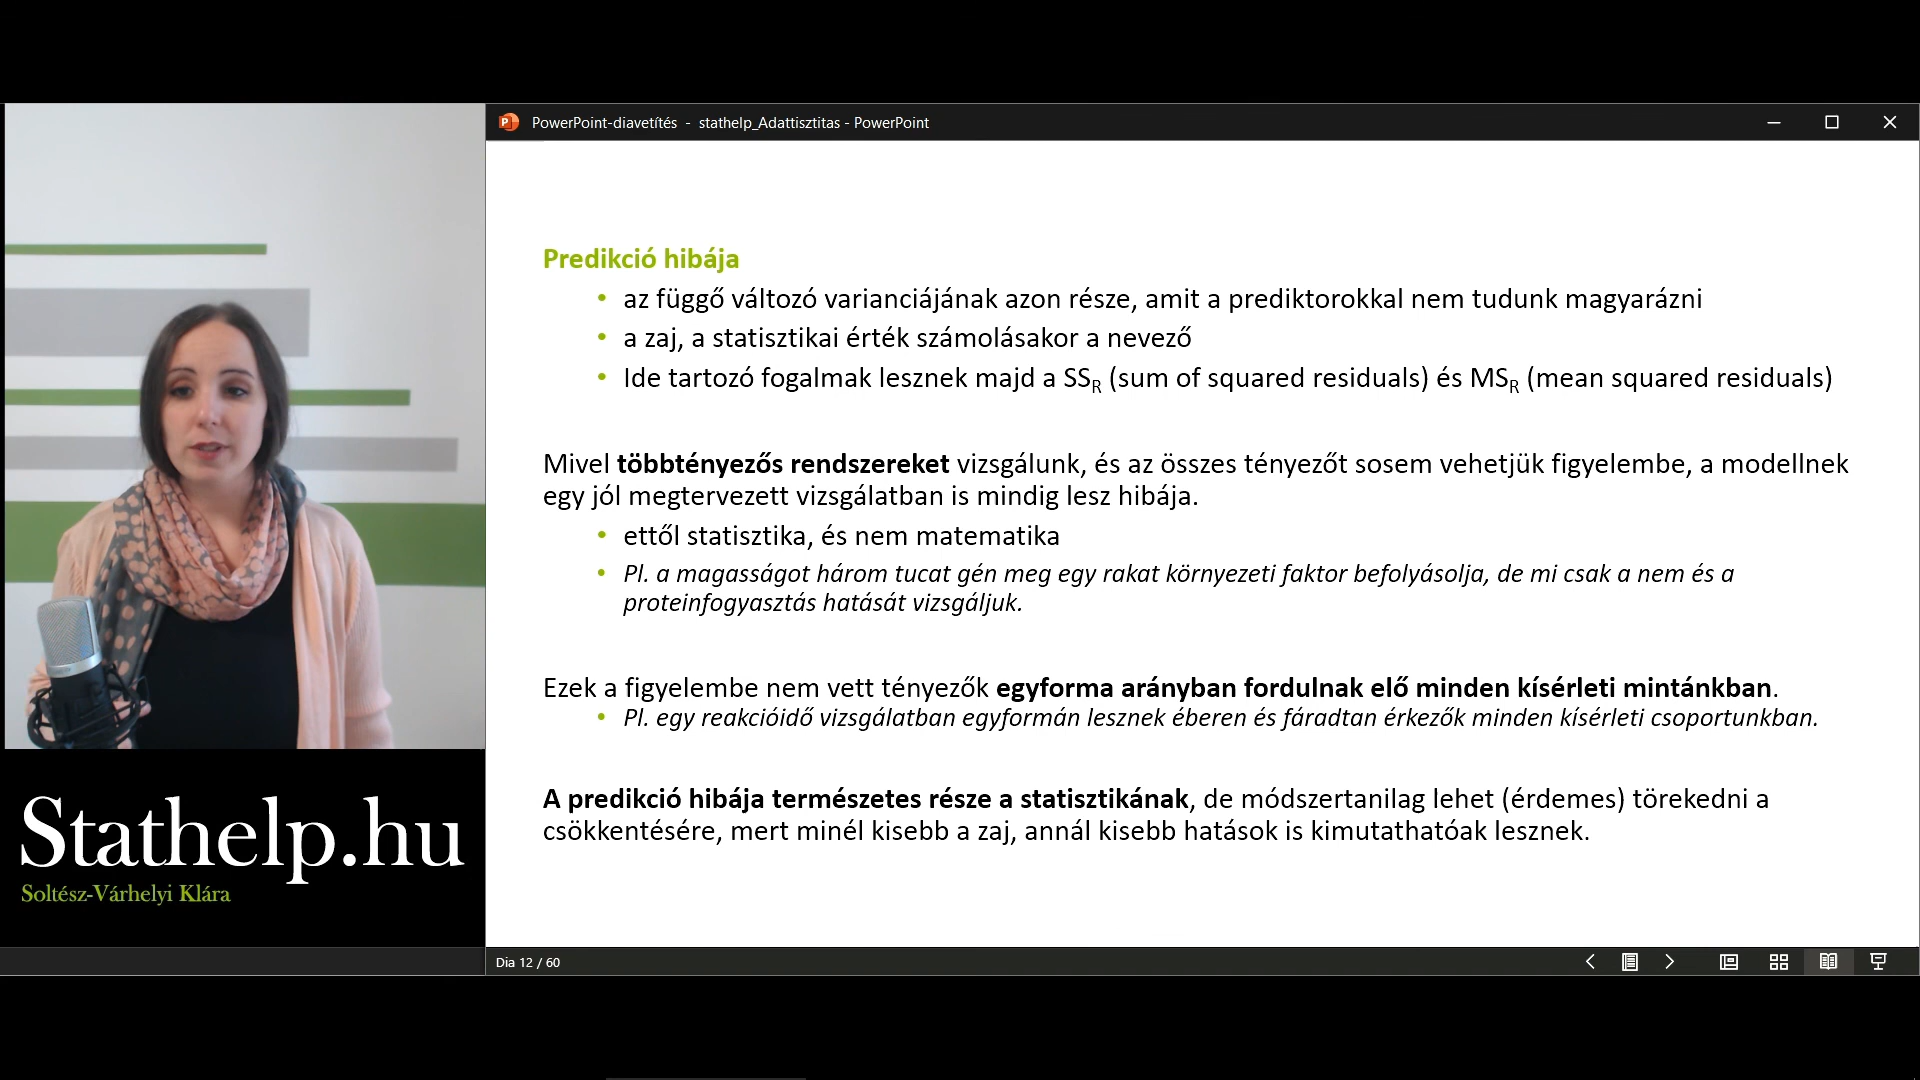 PowerPoint-diavetítés - stathelp_Adattisztitas - PowerPoint
Predikció hibája
• az függő változó varianciájának azon része, amit a prediktorokkal nem tudunk magyarázni
• a zaj, a statisztikai érték számolásakor a nevező
• Ide tartozó fogalmak lesznek majd a SSR (sum of squared residuals) és MSR (mean squared residuals)
Mivel többtényezős rendszereket vizsgálunk, és az összes tényezőt sosem vehetjük figyelembe, a modellnek
egy jól megtervezett vizsgálatban is mindig lesz hibája.
• ettől statisztika, és nem matematika
• Pl. a magasságot három tucat gén meg egy rakat környezeti faktor befolyásolja, de mi csak a nem és a
proteinfogyasztás hatását vizsgáljuk.
Ezek a figyelembe nem vett tényezők egyforma arányban fordulnak elő minden kísérleti mintánkban.
• Pl. egy reakcióidő vizsgálatban egyformán lesznek éberen és fáradtan érkezők minden kísérleti csoportunkban.
A predikció hibája természetes része a statisztikának, de módszertanilag lehet (érdemes) törekedni a
csökkentésére, mert minél kisebb a zaj, annál kisebb hatások is kimutathatóak lesznek.
Stathelp.hu
Soltész-Várhelyi Klára
Dia 12 / 60